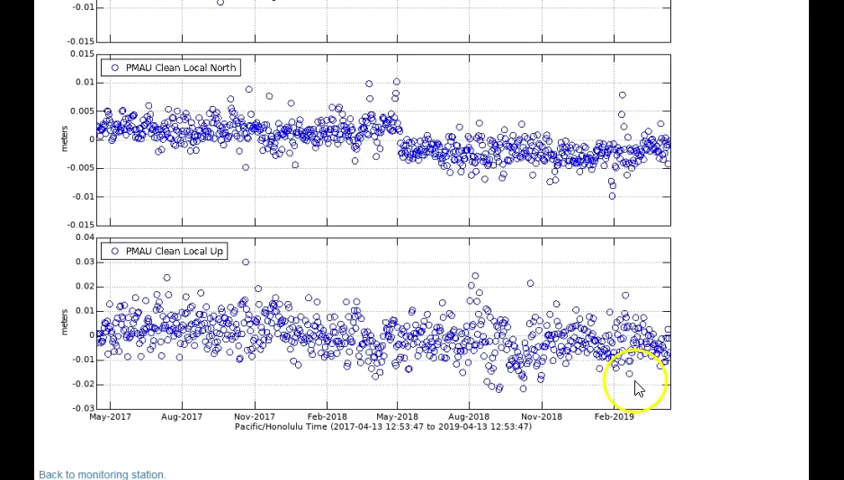 -0.01
-0.015
0.015
PMAU Clean Local North
0.01
0.005
0
meters
-0.005
-0.01
-0.015
0.04
PMAU Clean Local Up
0.03
0.02
0.01
0
meters
-0.01
-0.02
-0.03
May-2017 Aug-2017 Nov-2017 Feb-2018 May-2018 Aug-2018 Nov-2018 Feb-2019
Pacific/Honolulu Time (2017-04-13 12:53:47 to 2019-04-13 12:53:47)
Back to monitoring station.